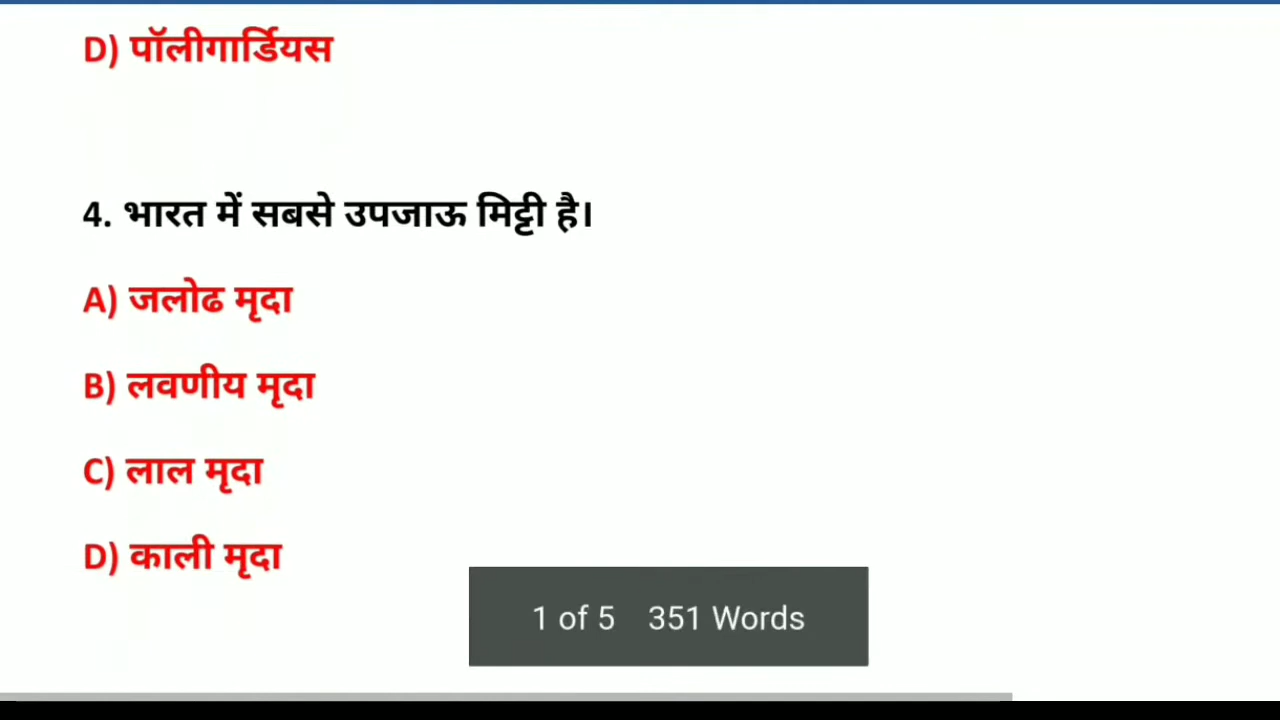 D) पॉलीगार्डियस
4. भारत में सबसे उपजाऊ मिट्टी है।
A) जलोढ मृदा
B) लवणीय मृदा
C) लाल मृदा
D) काली मृदा
1 of 5 351 Words